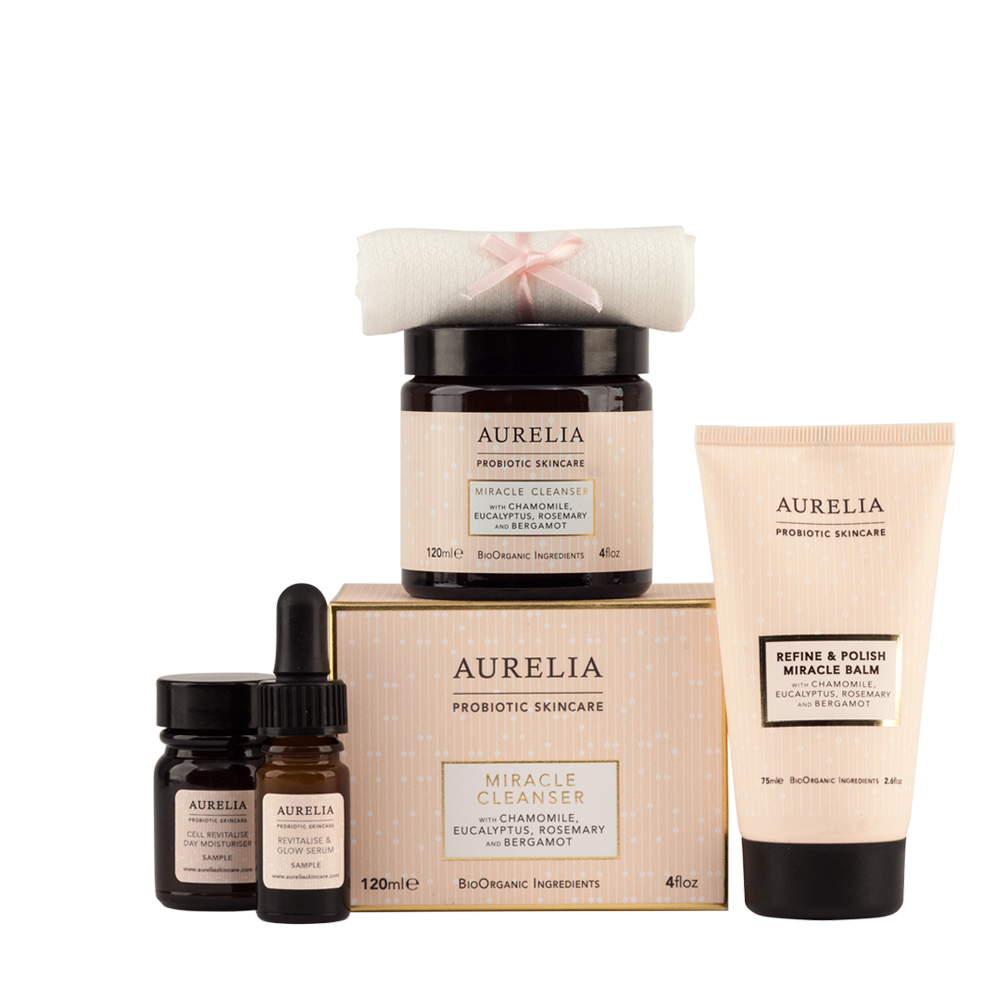 AURELIA
PROBIOTIC SKINCARE
MIRACLE CLEANSER
WITH CHAMOMILE,
EUCALYPTUS, ROSEMARY
AND BERGAMOT
120ml℮ BIOORGANIC INGREDIENTS 4floz
AURELIA
PROBIOTIC SKINCARE
REFINE & POLISH
MIRACLE BALM
WITH CHAMOMILE,
EUCALYPTUS, ROSEMARY
AND BERGAMOT
75ml℮ BIOORGANIC INGREDIENTS 2.6floz
AURELIA
PROBIOTIC SKINCARE
MIRACLE
CLEANSER
WITH CHAMOMILE,
EUCALYPTUS, ROSEMARY
AND BERGAMOT
120ml℮ BIOORGANIC INGREDIENTS 4floz
AURELIA
PROBIOTIC SKINCARE
CELL REVITALISE
DAY MOISTURISER
SAMPLE
www.aureliaskincare.com
AURELIA
PROBIOTIC SKINCARE
REVITALISE &
GLOW SERUM
SAMPLE
www.aureliaskincare.com